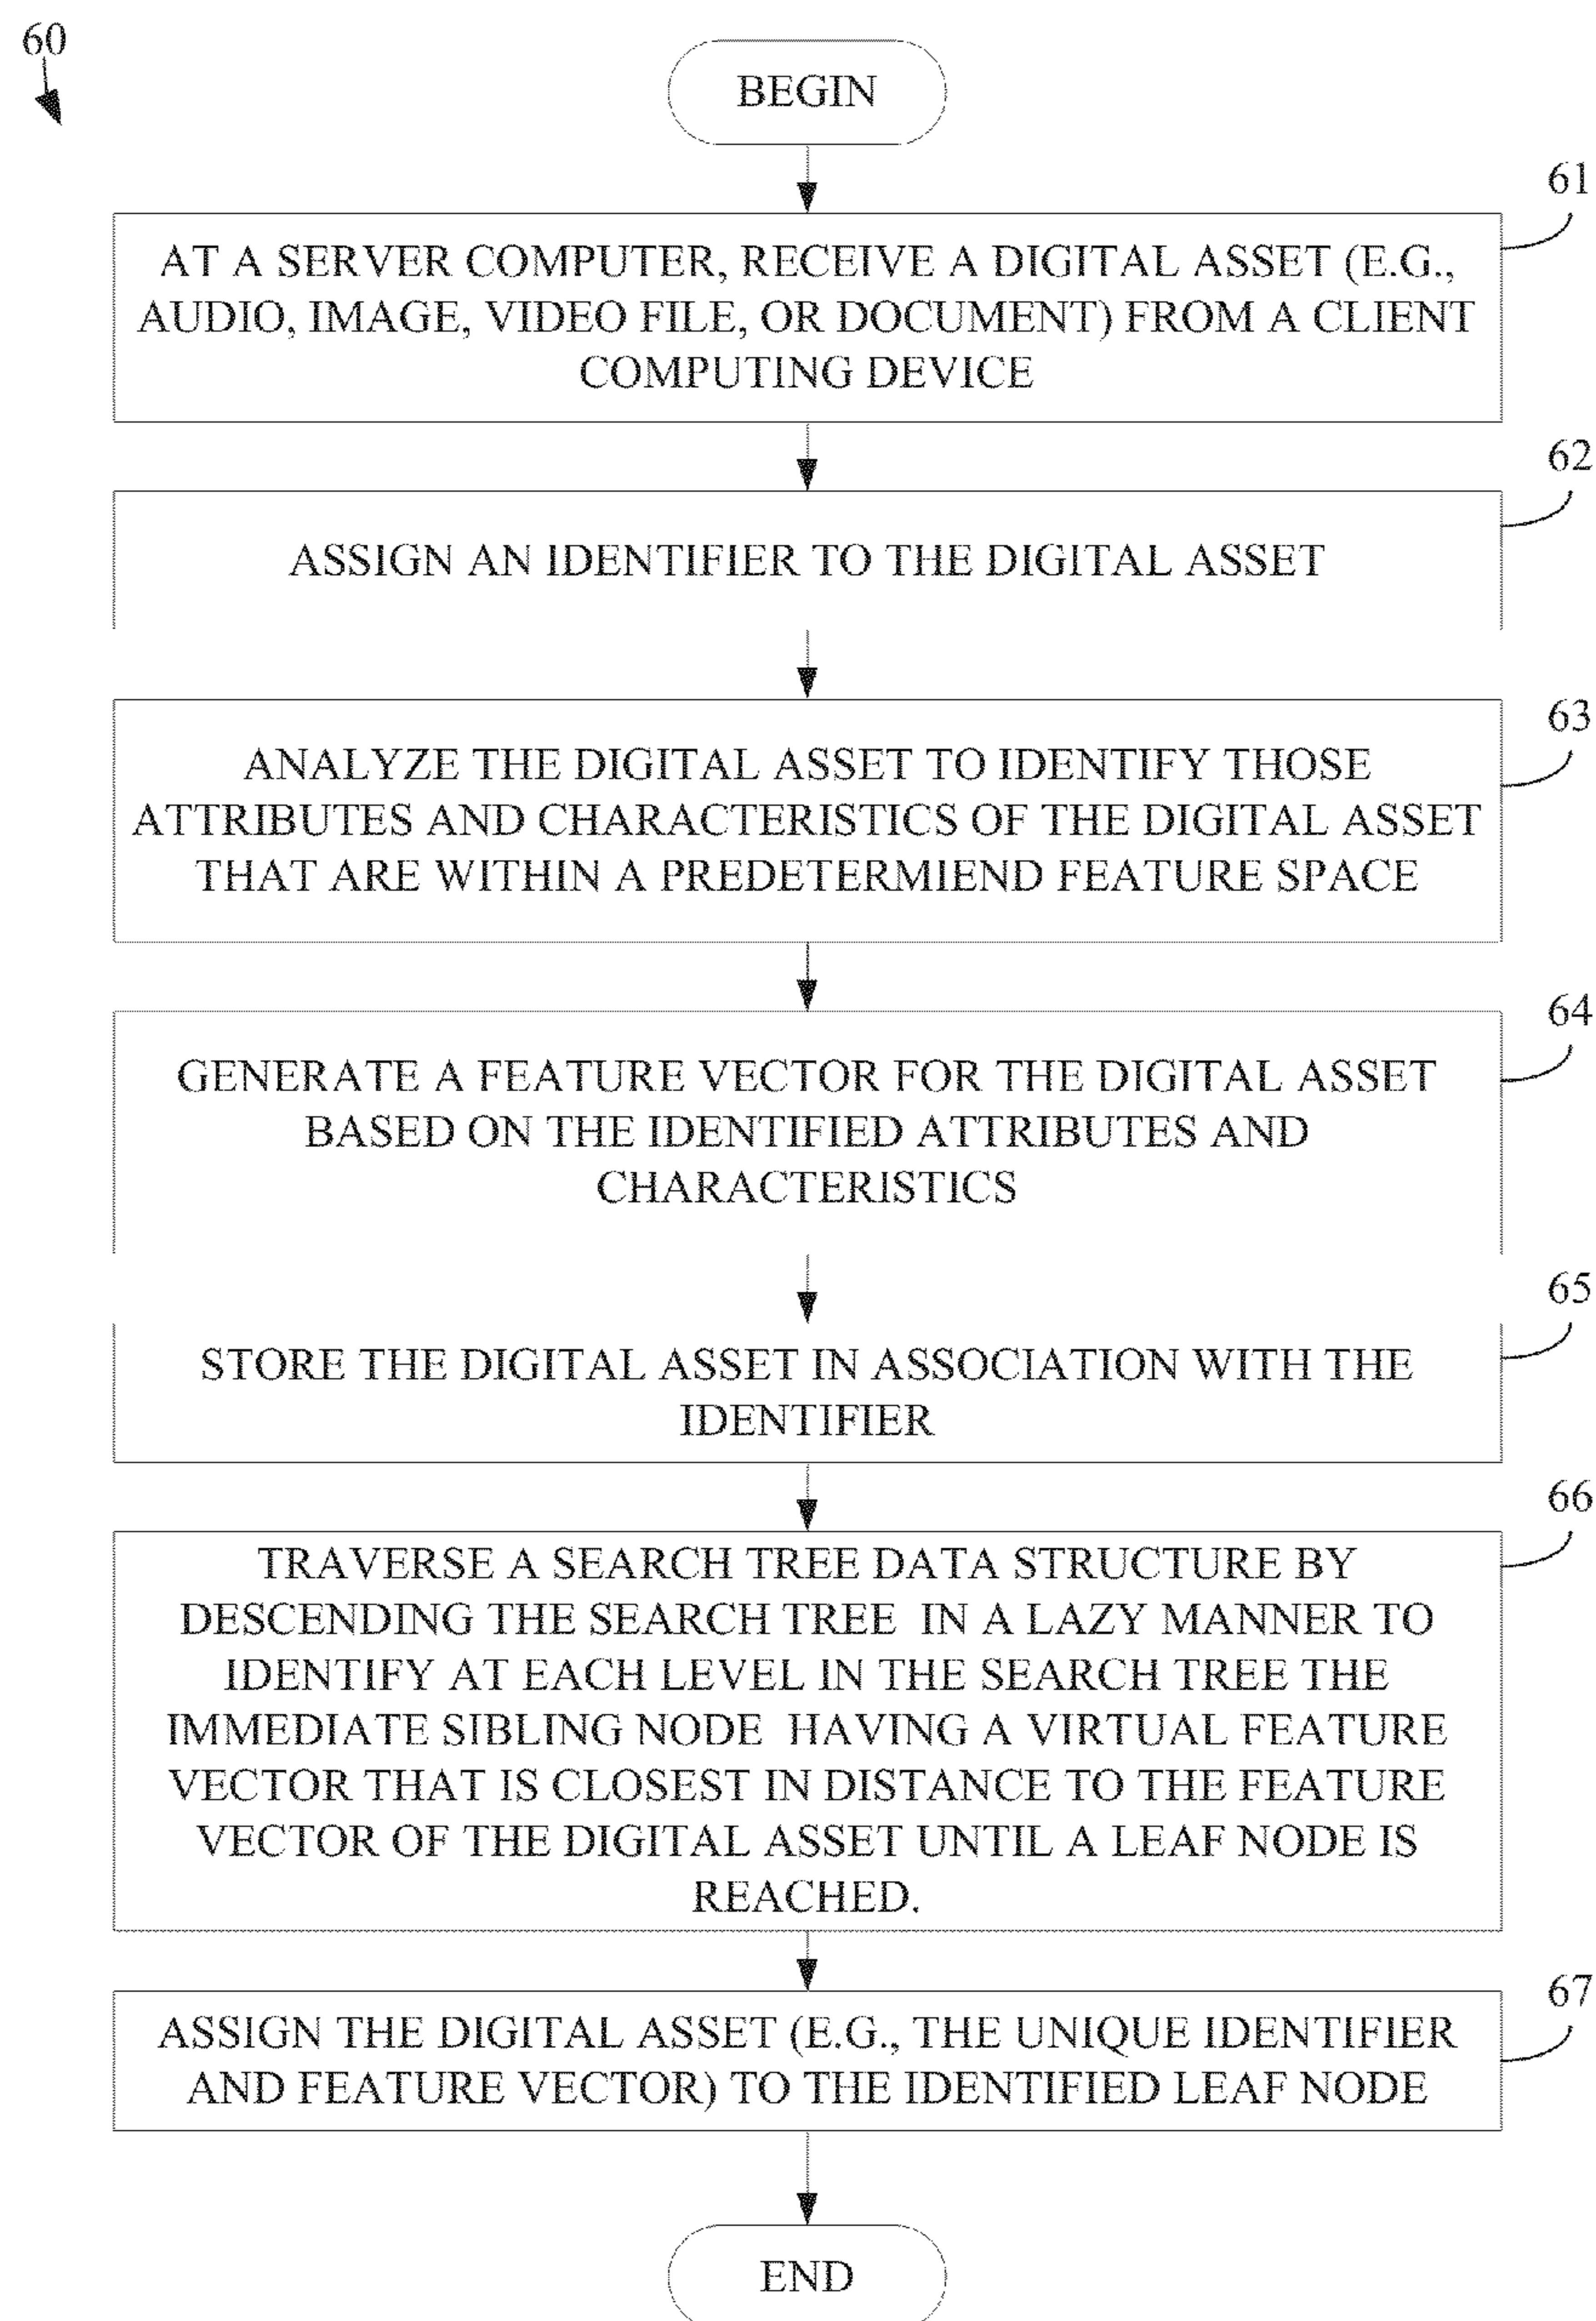 60
BEGIN
61
AT A SERVER COMPUTER, RECEIVE A DIGITAL ASSET (E.G.,
AUDIO, IMAGE, VIDEO FILE, OR DOCUMENT) FROM A CLIENT
COMPUTING DEVICE
62
ASSIGN AN IDENTIFIER TO THE DIGITAL ASSET
63
ANALYZE THE DIGITAL ASSET TO IDENTIFY THOSE
ATTRIBUTES AND CHARACTERISTICS OF THE DIGITAL ASSET
THAT ARE WITHIN A PREDETERMIEND FEATURE SPACE
64
GENERATE A FEATURE VECTOR FOR THE DIGITAL ASSET
BASED ON THE IDENTIFIED ATTRIBUTES AND
CHARACTERISTICS
65
STORE THE DIGITAL ASSET IN ASSOCIATION WITH THE
IDENTIFIER
66
TRAVERSE A SEARCH TREE DATA STRUCTURE BY
DESCENDING THE SEARCH TREE IN A LAZY MANNER TO
IDENTIFY AT EACH LEVEL IN THE SEARCH TREE THE
IMMEDIATE SIBLING NODE HAVING A VIRTUAL FEATURE
VECTOR THAT IS CLOSEST IN DISTANCE TO THE FEATURE
VECTOR OF THE DIGITAL ASSET UNTIL A LEAF NODE IS
REACHED.
67
ASSIGN THE DIGITAL ASSET (E.G., THE UNIQUE IDENTIFIER
AND FEATURE VECTOR) TO THE IDENTIFIED LEAF NODE
END